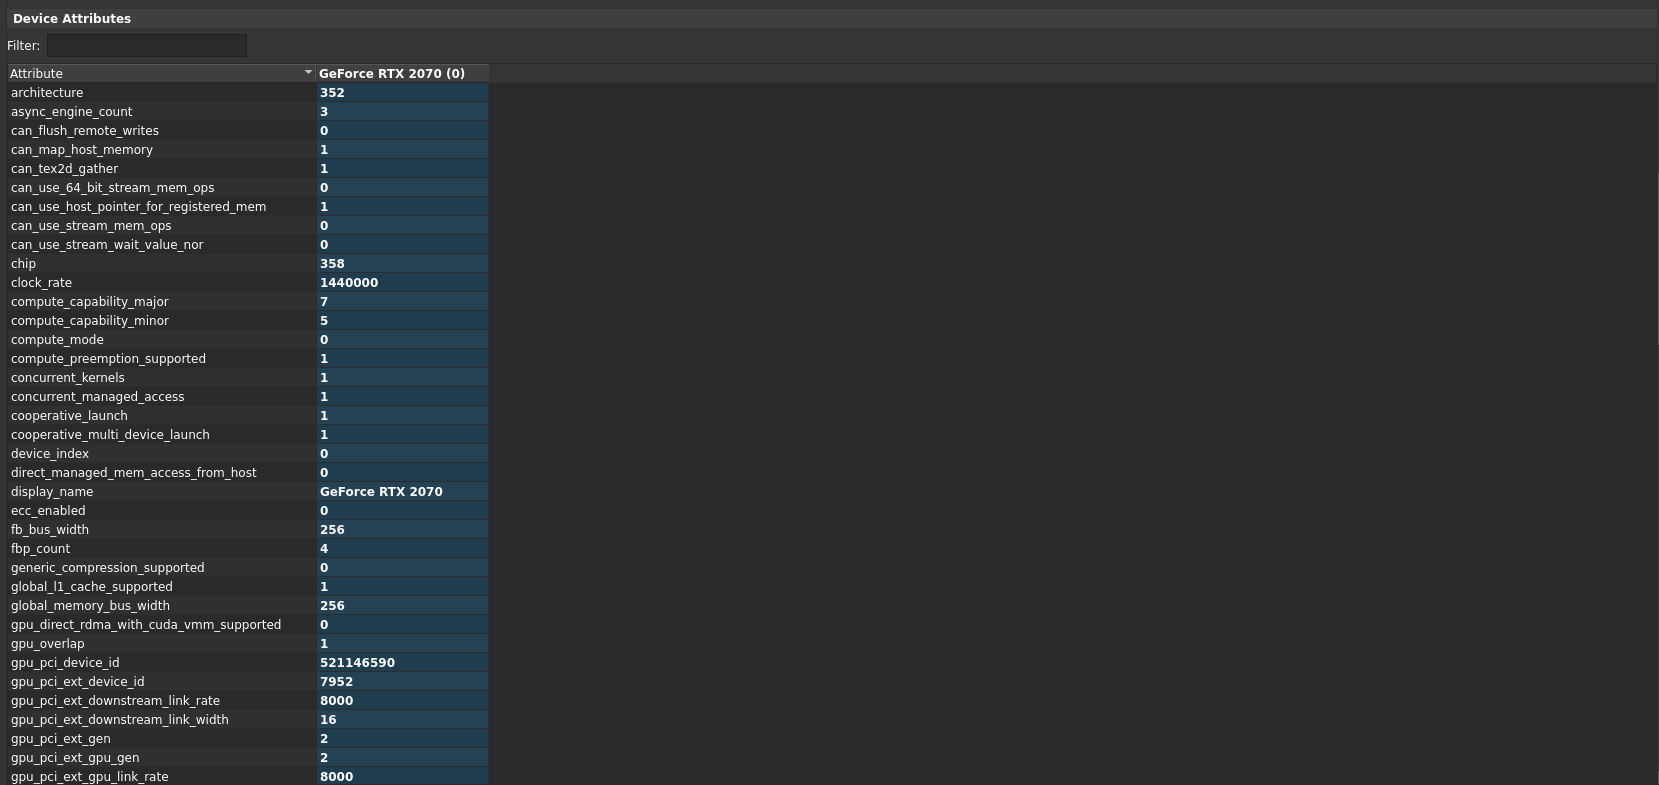 Device Attributes
Filter:
Attribute GeForce RTX 2070 (0)
architecture 352
async_engine_count 3
can_flush_remote_writes 0
can_map_host_memory 1
can_tex2d_gather 1
can_use_64_bit_stream_mem_ops 0
can_use_host_pointer_for_registered_mem 1
can_use_stream_mem_ops 0
can_use_stream_wait_value_nor 0
chip 358
clock_rate 1440000
compute_capability_major 7
compute_capability_minor 5
compute_mode 0
compute_preemption_supported 1
concurrent_kernels 1
concurrent_managed_access 1
cooperative_launch 1
cooperative_multi_device_launch 1
device_index 0
direct_managed_mem_access_from_host 0
display_name GeForce RTX 2070
ecc_enabled 0
fb_bus_width 256
fbp_count 4
generic_compression_supported 0
global_l1_cache_supported 1
global_memory_bus_width 256
gpu_direct_rdma_with_cuda_vmm_supported 0
gpu_overlap 1
gpu_pci_device_id 521146590
gpu_pci_ext_device_id 7952
gpu_pci_ext_downstream_link_rate 8000
gpu_pci_ext_downstream_link_width 16
gpu_pci_ext_gen 2
gpu_pci_ext_gpu_gen 2
gpu_pci_ext_gpu_link_rate 8000